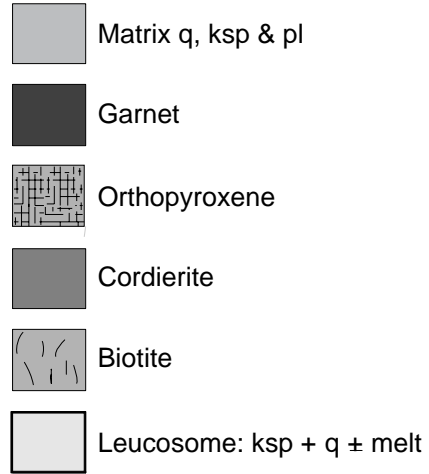 Matrix q, ksp & pl
Garnet
Orthopyroxene
Cordierite
Biotite
Leucosome: ksp + q ± melt